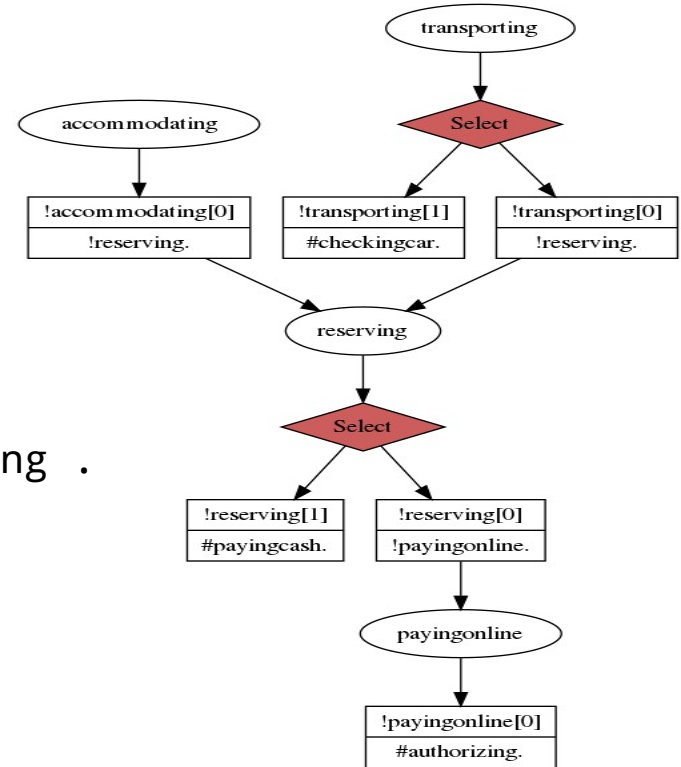 transporting
accommodating
Select
!accommodating[0]
!reserving.
!transporting[1]
#checkingcar.
!transporting[0]
!reserving.
reserving
Select
ng .
!reserving[1]
#payingcash.
!reserving[0]
!payingonline.
payingonline
!payingonline[0]
#authorizing.